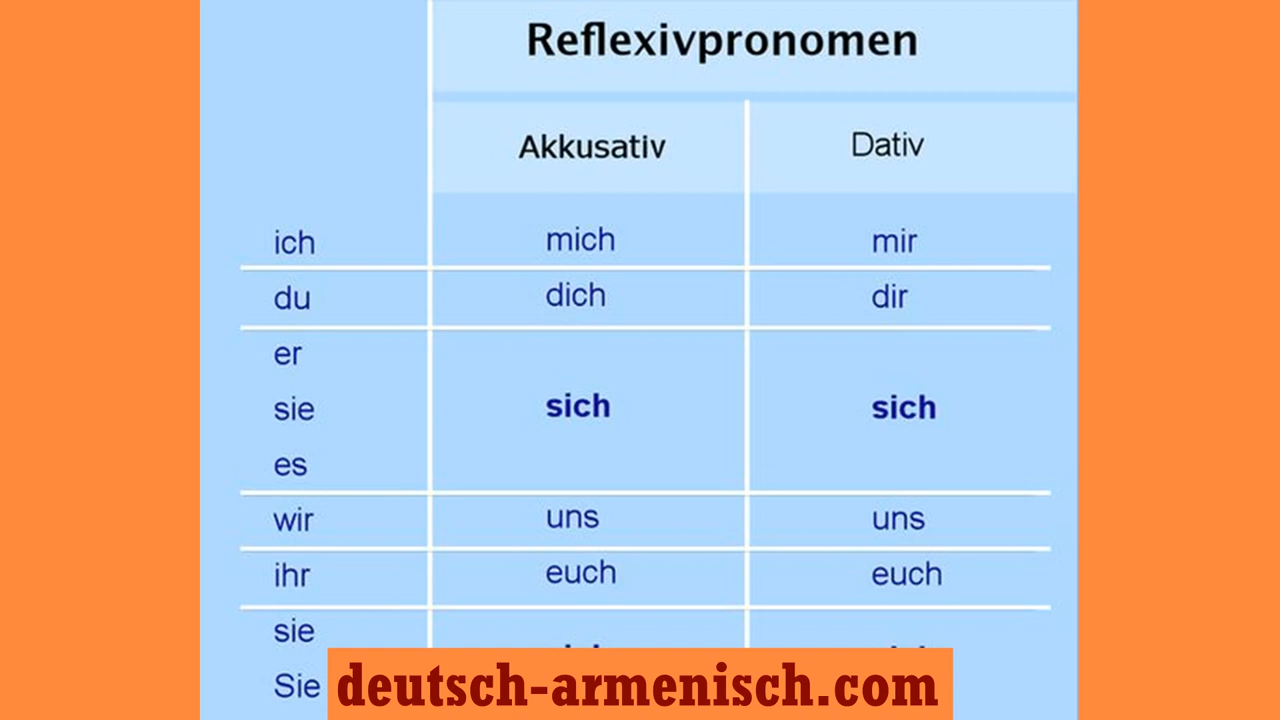 Reflexivpronomen
Akkusativ Dativ
ich mich mir
du dich dir
er
sie sich sich
es
wir uns uns
ihr euch euch
sie
Sie
deutsch-armenisch.com